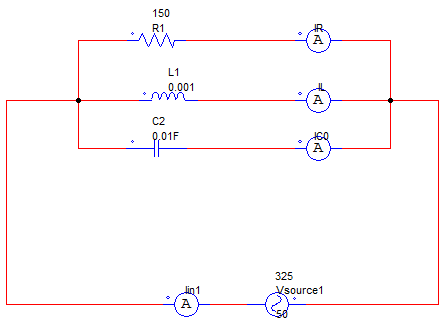 150
R1
A
IR
L1
0.001
A
IL
C2
0.01F
A
IC0
Iin1
A
325
Vsource1
50